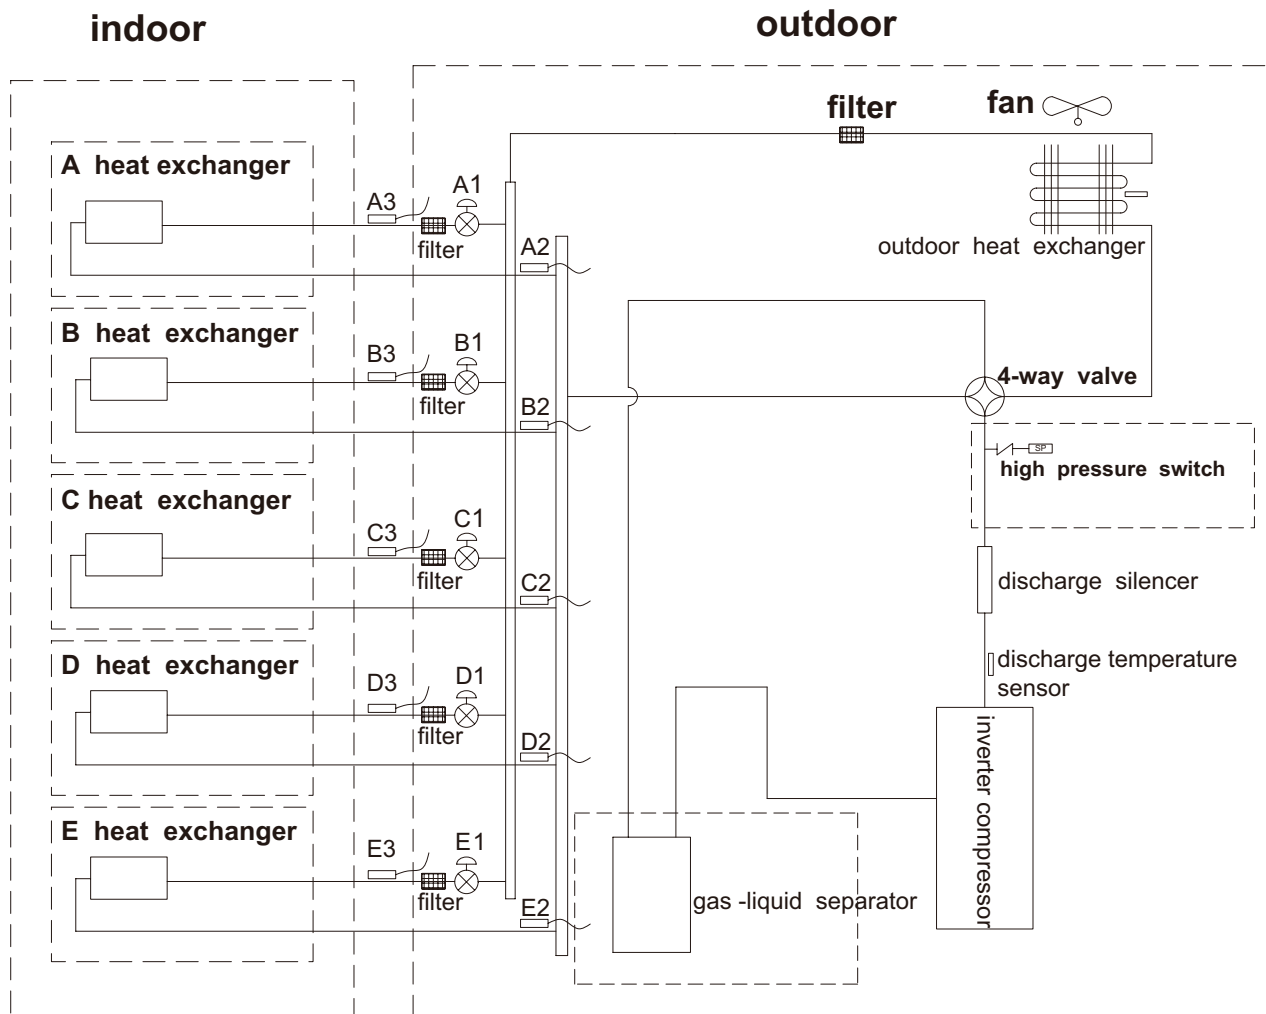 indoor
outdoor
filter
fan
A heat exchanger
A3
A1
filter
A2
outdoor heat exchanger
B heat exchanger
B3
B1
filter
B2
4-way valve
SP
high pressure switch
C heat exchanger
C3
C1
filter
C2
discharge silencer
D heat exchanger
D3
D1
filter
D2
discharge temperature
sensor
inverter compressor
E heat exchanger
E3
E1
filter
E2
gas -liquid separator